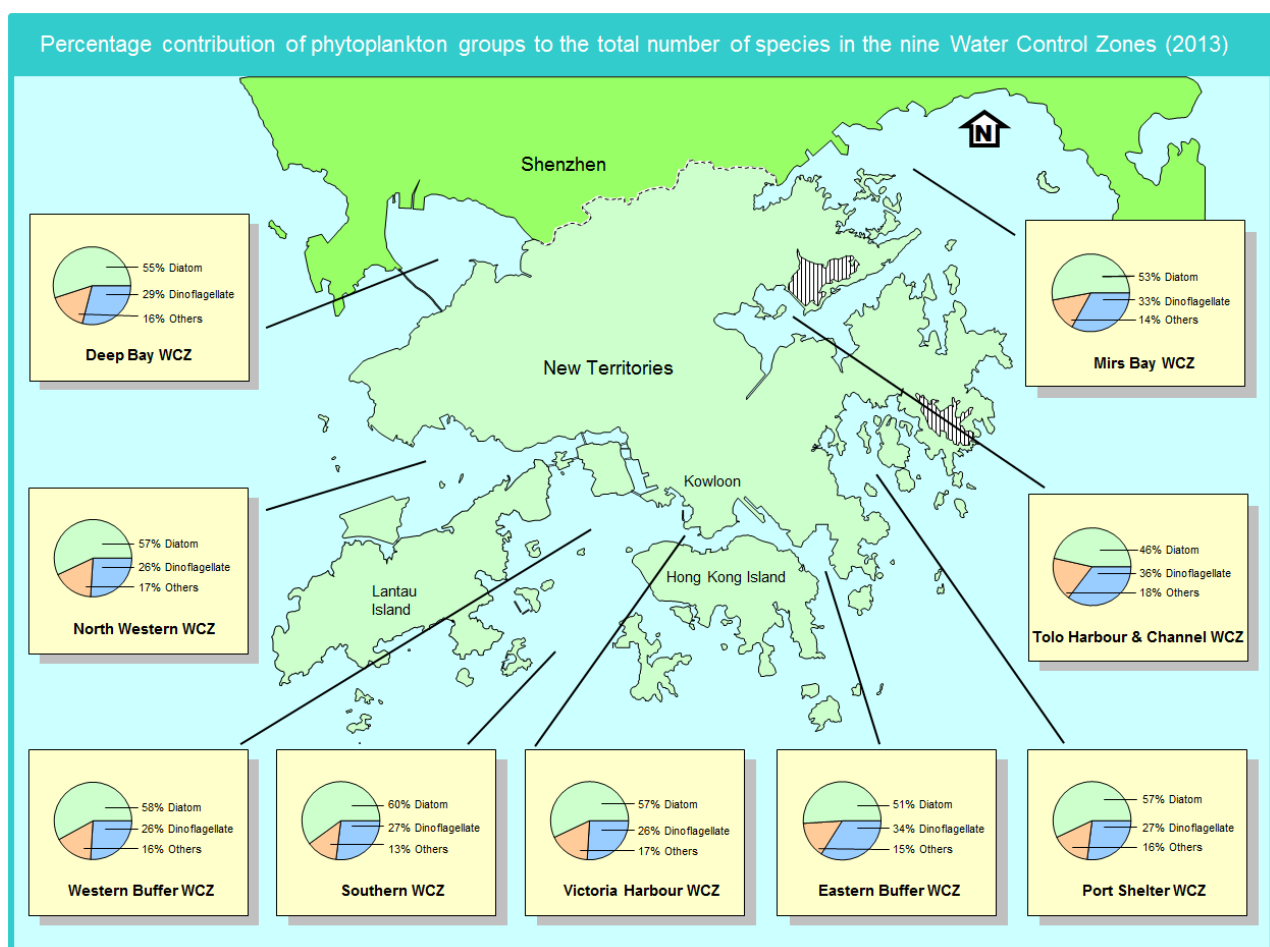 Percentage contribution of phytoplankton groups to the total number of species in the nine Water Control Zones (2013)
N
Shenzhen
New Territories
Kowloon
Hong Kong Island
Lantau
Island
55% Diatom
29% Dinoflagellate
16% Others
Deep Bay WCZ
53% Diatom
33% Dinoflagellate
14% Others
Mirs Bay WCZ
57% Diatom
26% Dinoflagellate
17% Others
North Western WCZ
46% Diatom
36% Dinoflagellate
18% Others
Tolo Harbour & Channel WCZ
58% Diatom
26% Dinoflagellate
16% Others
Western Buffer WCZ
60% Diatom
27% Dinoflagellate
13% Others
Southern WCZ
57% Diatom
26% Dinoflagellate
17% Others
Victoria Harbour WCZ
51% Diatom
34% Dinoflagellate
15% Others
Eastern Buffer WCZ
57% Diatom
27% Dinoflagellate
16% Others
Port Shelter WCZ